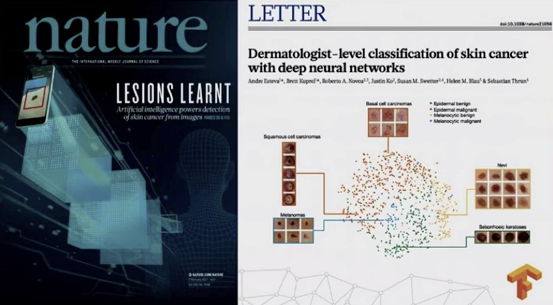 nature
THE INTERNATIONAL WEEKLY JOURNAL OF SCIENCE
LESIONS LEARNT
Artificial intelligence powers detection
of skin cancer from images
LETTER
Dermatologist-level classification of skin cancer
with deep neural networks
Andre Esteva, Brett Kuprel, Roberto A. Novoa, Justin Ko, Susan M. Swetter, Helen M. Blau & Sebastian Thrun
Basal cell carcinomas
Epidermal benign
Epidermal malignant
Melanocytic benign
Melanocytic malignant
Squamous cell carcinomas
Nevi
Melanomas
Seborrhoeic keratoses